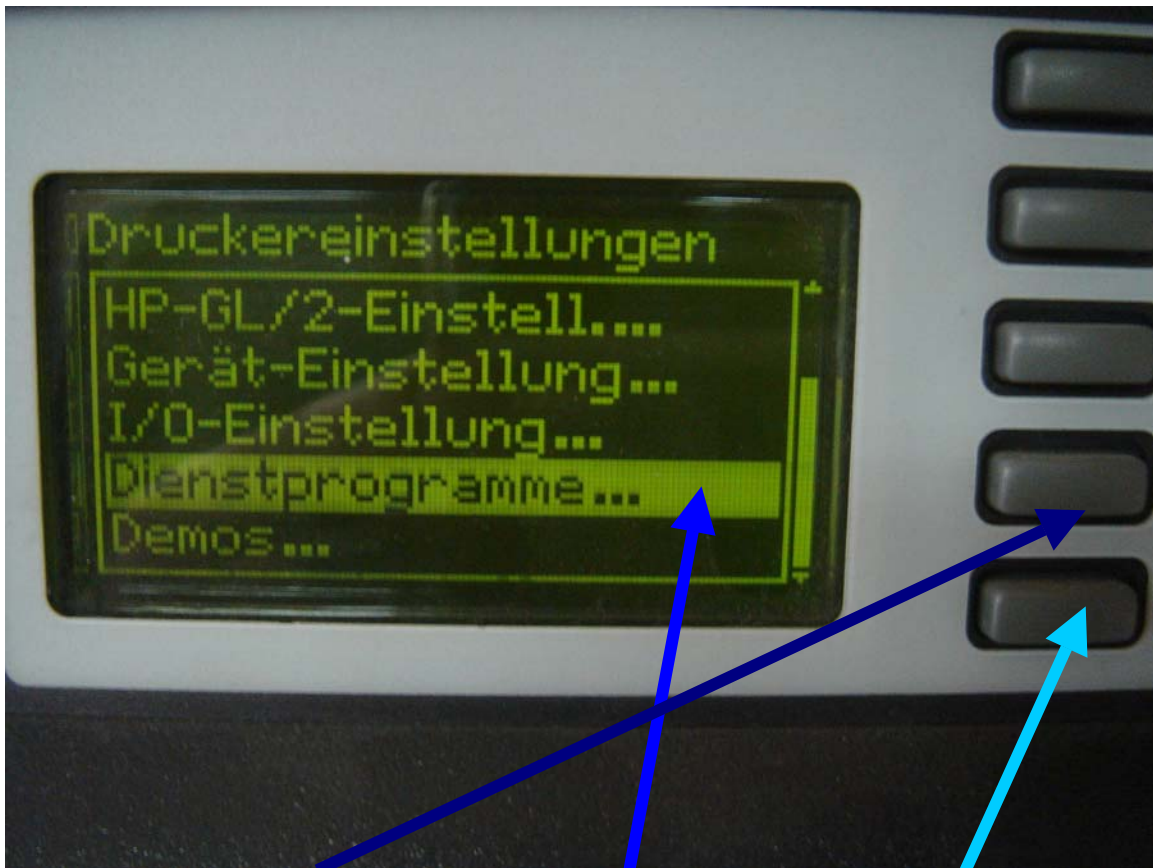 Druckereinstellungen
HP-GL/2-Einstell....
Gerät-Einstellung...
I/O-Einstellung...
Dienstprogramme...
Demos...